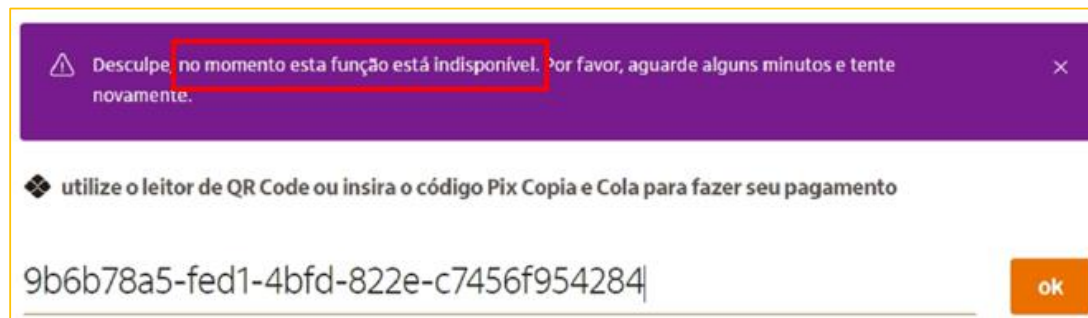 Desculpe, no momento esta função está indisponível. Por favor, aguarde alguns minutos e tente
novamente.
utilize o leitor de QR Code ou insira o código Pix Copia e Cola para fazer seu pagamento
9b6b78a5-fed1-4bfd-822e-c7456f954284
ok